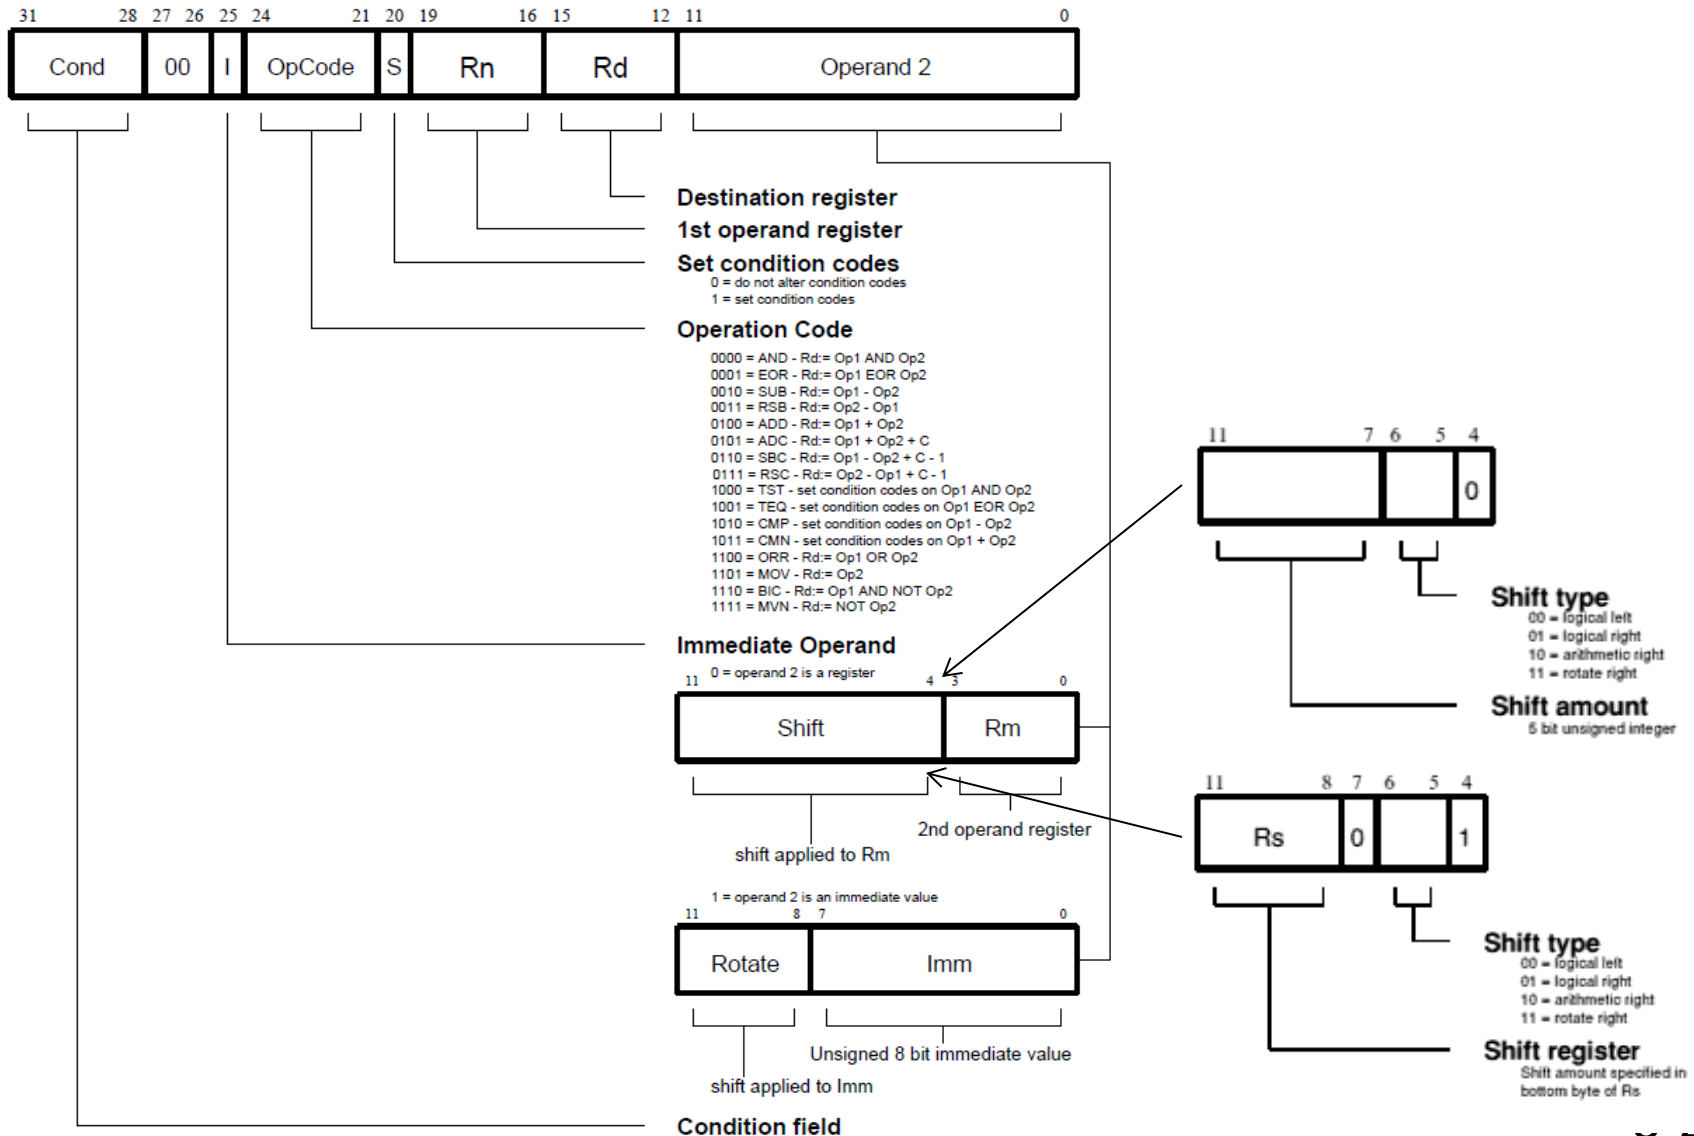 31 28 27 26 25 24 21 20 19 16 15 12 11 0
Cond 00 I OpCode S Rn Rd Operand 2
Destination register
1st operand register
Set condition codes
0 = do not alter condition codes
1 = set condition codes
Operation Code
0000 = AND - Rd:= Op1 AND Op2
0001 = EOR - Rd:= Op1 EOR Op2
0010 = SUB - Rd:= Op1 - Op2
0011 = RSB - Rd:= Op2 - Op1
0100 = ADD - Rd:= Op1 + Op2
0101 = ADC - Rd:= Op1 + Op2 + C
0110 = SBC - Rd:= Op1 - Op2 + C - 1
0111 = RSC - Rd:= Op2 - Op1 + C - 1
1000 = TST - set condition codes on Op1 AND Op2
1001 = TEQ - set condition codes on Op1 EOR Op2
1010 = CMP - set condition codes on Op1 - Op2
1011 = CMN - set condition codes on Op1 + Op2
1100 = ORR - Rd:= Op1 OR Op2
1101 = MOV - Rd:= Op2
1110 = BIC - Rd:= Op1 AND NOT Op2
1111 = MVN - Rd:= NOT Op2
Immediate Operand
0 = operand 2 is a register
11 4 3 0
Shift Rm
2nd operand register
shift applied to Rm
1 = operand 2 is an immediate value
11 8 7 0
Rotate Imm
Unsigned 8 bit immediate value
shift applied to Imm
Condition field
11 7 6 5 4
0
Shift type
00 = logical left
01 = logical right
10 = arithmetic right
11 = rotate right
Shift amount
5 bit unsigned integer
11 8 7 6 5 4
Rs 0 1
Shift type
00 = logical left
01 = logical right
10 = arithmetic right
11 = rotate right
Shift register
Shift amount specified in
bottom byte of Rs